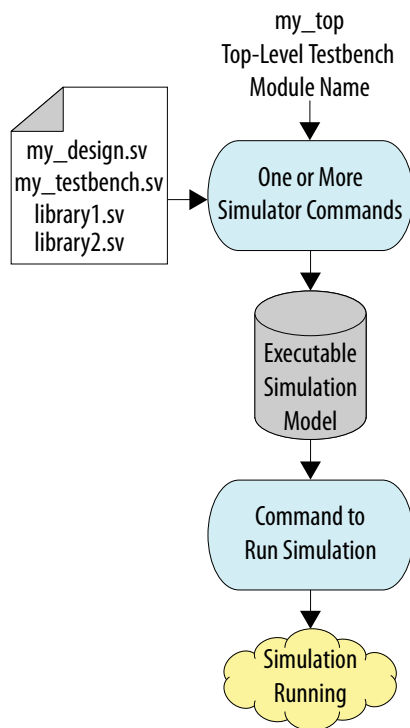 my_top
Top-Level Testbench
Module Name
my_design.sv
my_testbench.sv
library1.sv
library2.sv
One or More
Simulator Commands
Executable
Simulation
Model
Command to
Run Simulation
Simulation
Running